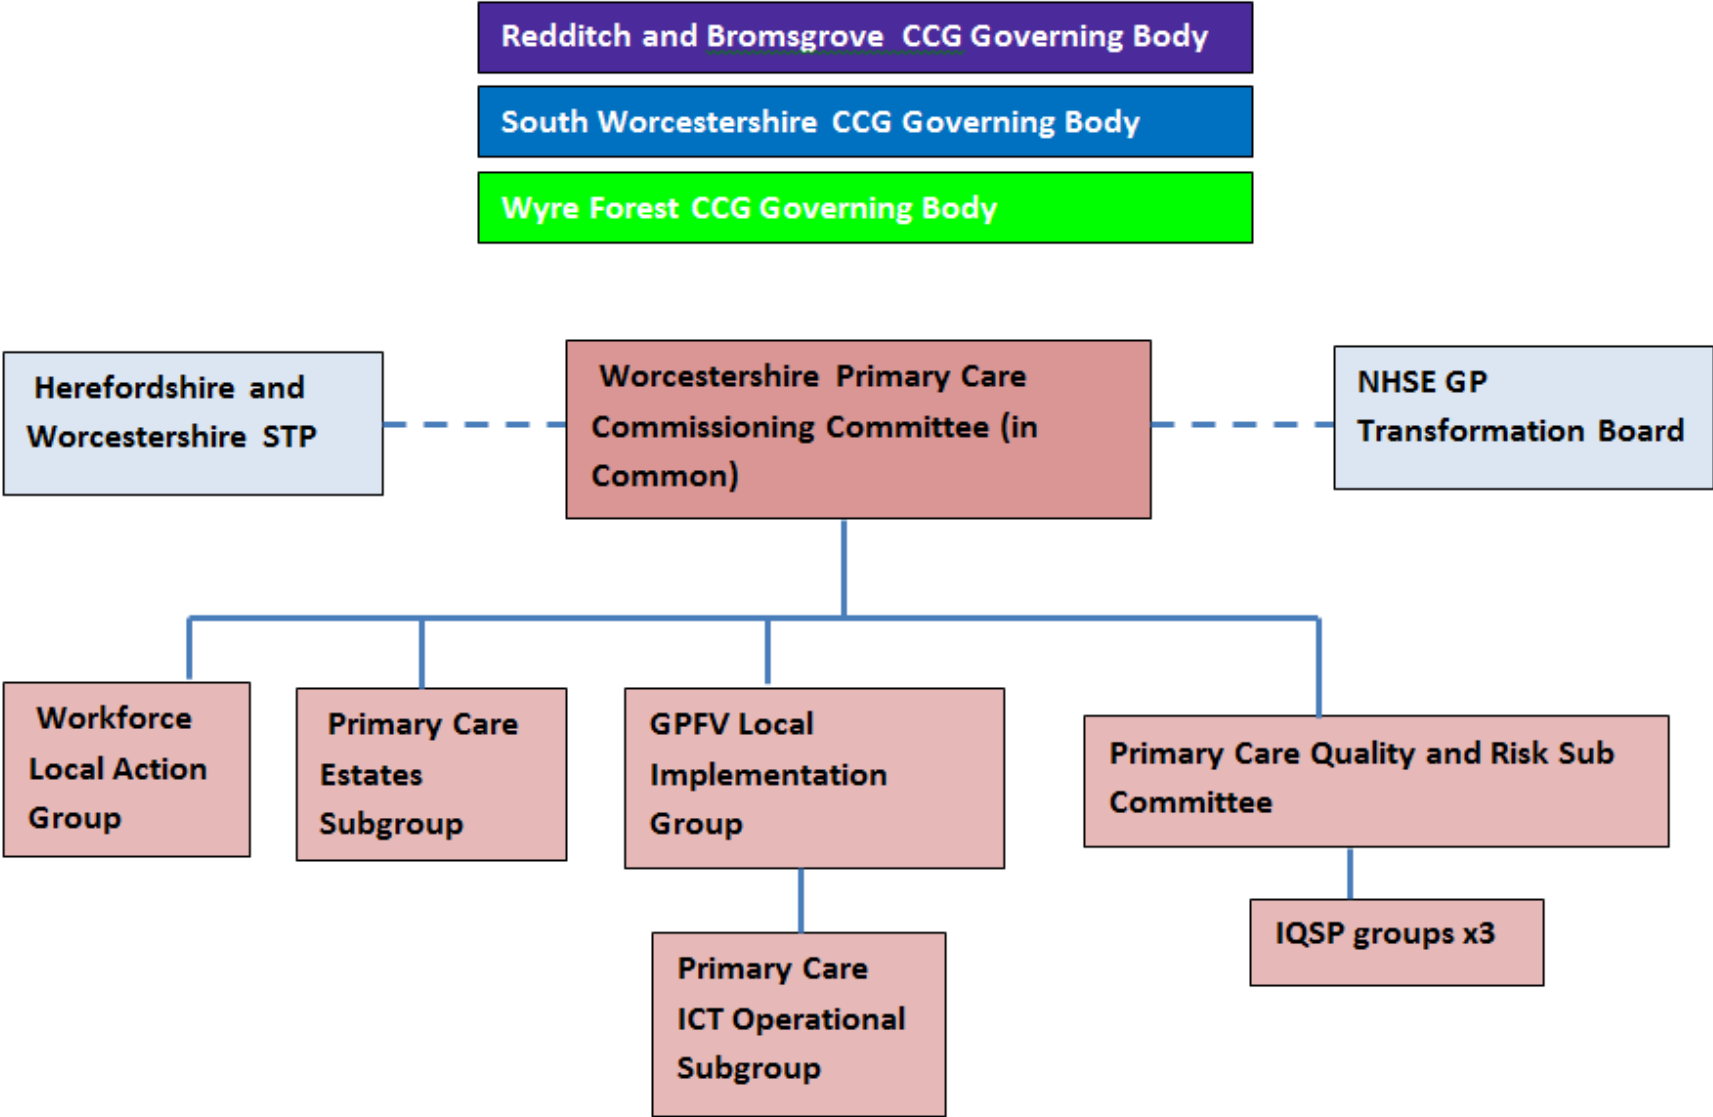 Redditch and Bromsgrove CCG Governing Body
South Worcestershire CCG Governing Body
Wyre Forest CCG Governing Body
Herefordshire and
Worcestershire STP
Worcestershire Primary Care
Commissioning Committee (in
Common)
NHSE GP
Transformation Board
Workforce
Local Action
Group
Primary Care
Estates
Subgroup
GPFV Local
Implementation
Group
Primary Care Quality and Risk Sub
Committee
Primary Care
ICT Operational
Subgroup
IQSP groups x3